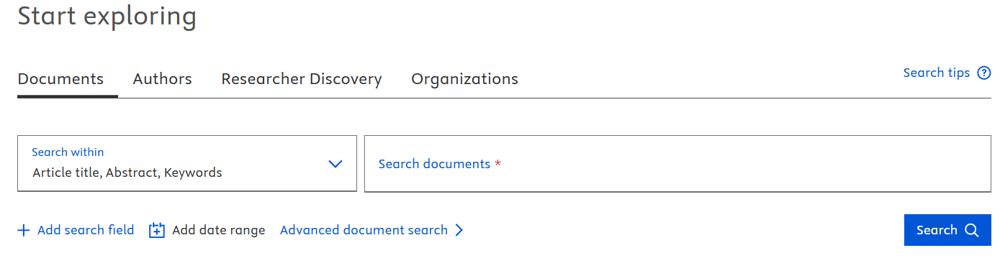 Start exploring
Documents Authors Researcher Discovery Organizations Search tips ?
Search within
Article title, Abstract, Keywords
Search documents *
Add search field Add date range Advanced document search
Search